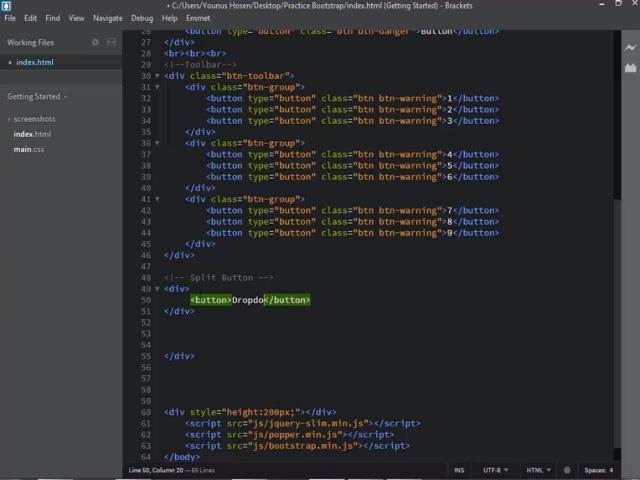 • C:/Users/Younus Hosen/Desktop/Practice Bootstrap/index.html (Getting Started) - Brackets
File Edit Find View Navigate Debug Help Emmet
Working Files
index.html
Getting Started
screenshots
index.html
main.css
26 <button type="button" class="btn btn-danger">Button</button>
27 </div>
28 <br><br><br>
29 <!--Toolbar-->
30 <div class="btn-toolbar">
31 <div class="btn-group">
32 <button type="button" class="btn btn-warning">1</button>
33 <button type="button" class="btn btn-warning">2</button>
34 <button type="button" class="btn btn-warning">3</button>
35 </div>
36 <div class="btn-group">
37 <button type="button" class="btn btn-warning">4</button>
38 <button type="button" class="btn btn-warning">5</button>
39 <button type="button" class="btn btn-warning">6</button>
40 </div>
41 <div class="btn-group">
42 <button type="button" class="btn btn-warning">7</button>
43 <button type="button" class="btn btn-warning">8</button>
44 <button type="button" class="btn btn-warning">9</button>
45 </div>
46 </div>
47
48 <!-- Split Button -->
49 <div>
50 <button>Dropdo</button>
51 </div>
52
53
54
55 </div>
56
57
58
59
60 <div style="height:200px;"></div>
61 <script src="js/jquery-slim.min.js"></script>
62 <script src="js/popper.min.js"></script>
63 <script src="js/bootstrap.min.js"></script>
64 </body>
Line 50, Column 20 — 65 Lines
INS UTF-8 HTML Spaces: 4